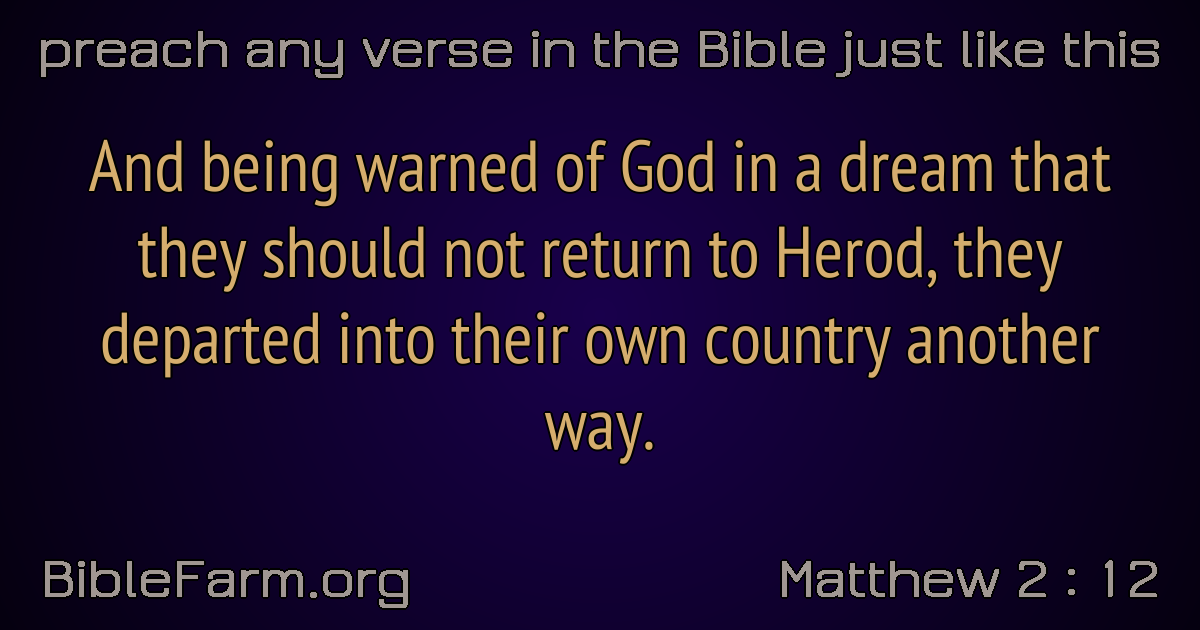 preach any verse in the Bible just like this
And being warned of God in a dream that
they should not return to Herod, they
departed into their own country another
way.
BibleFarm.org
Matthew 2 : 12